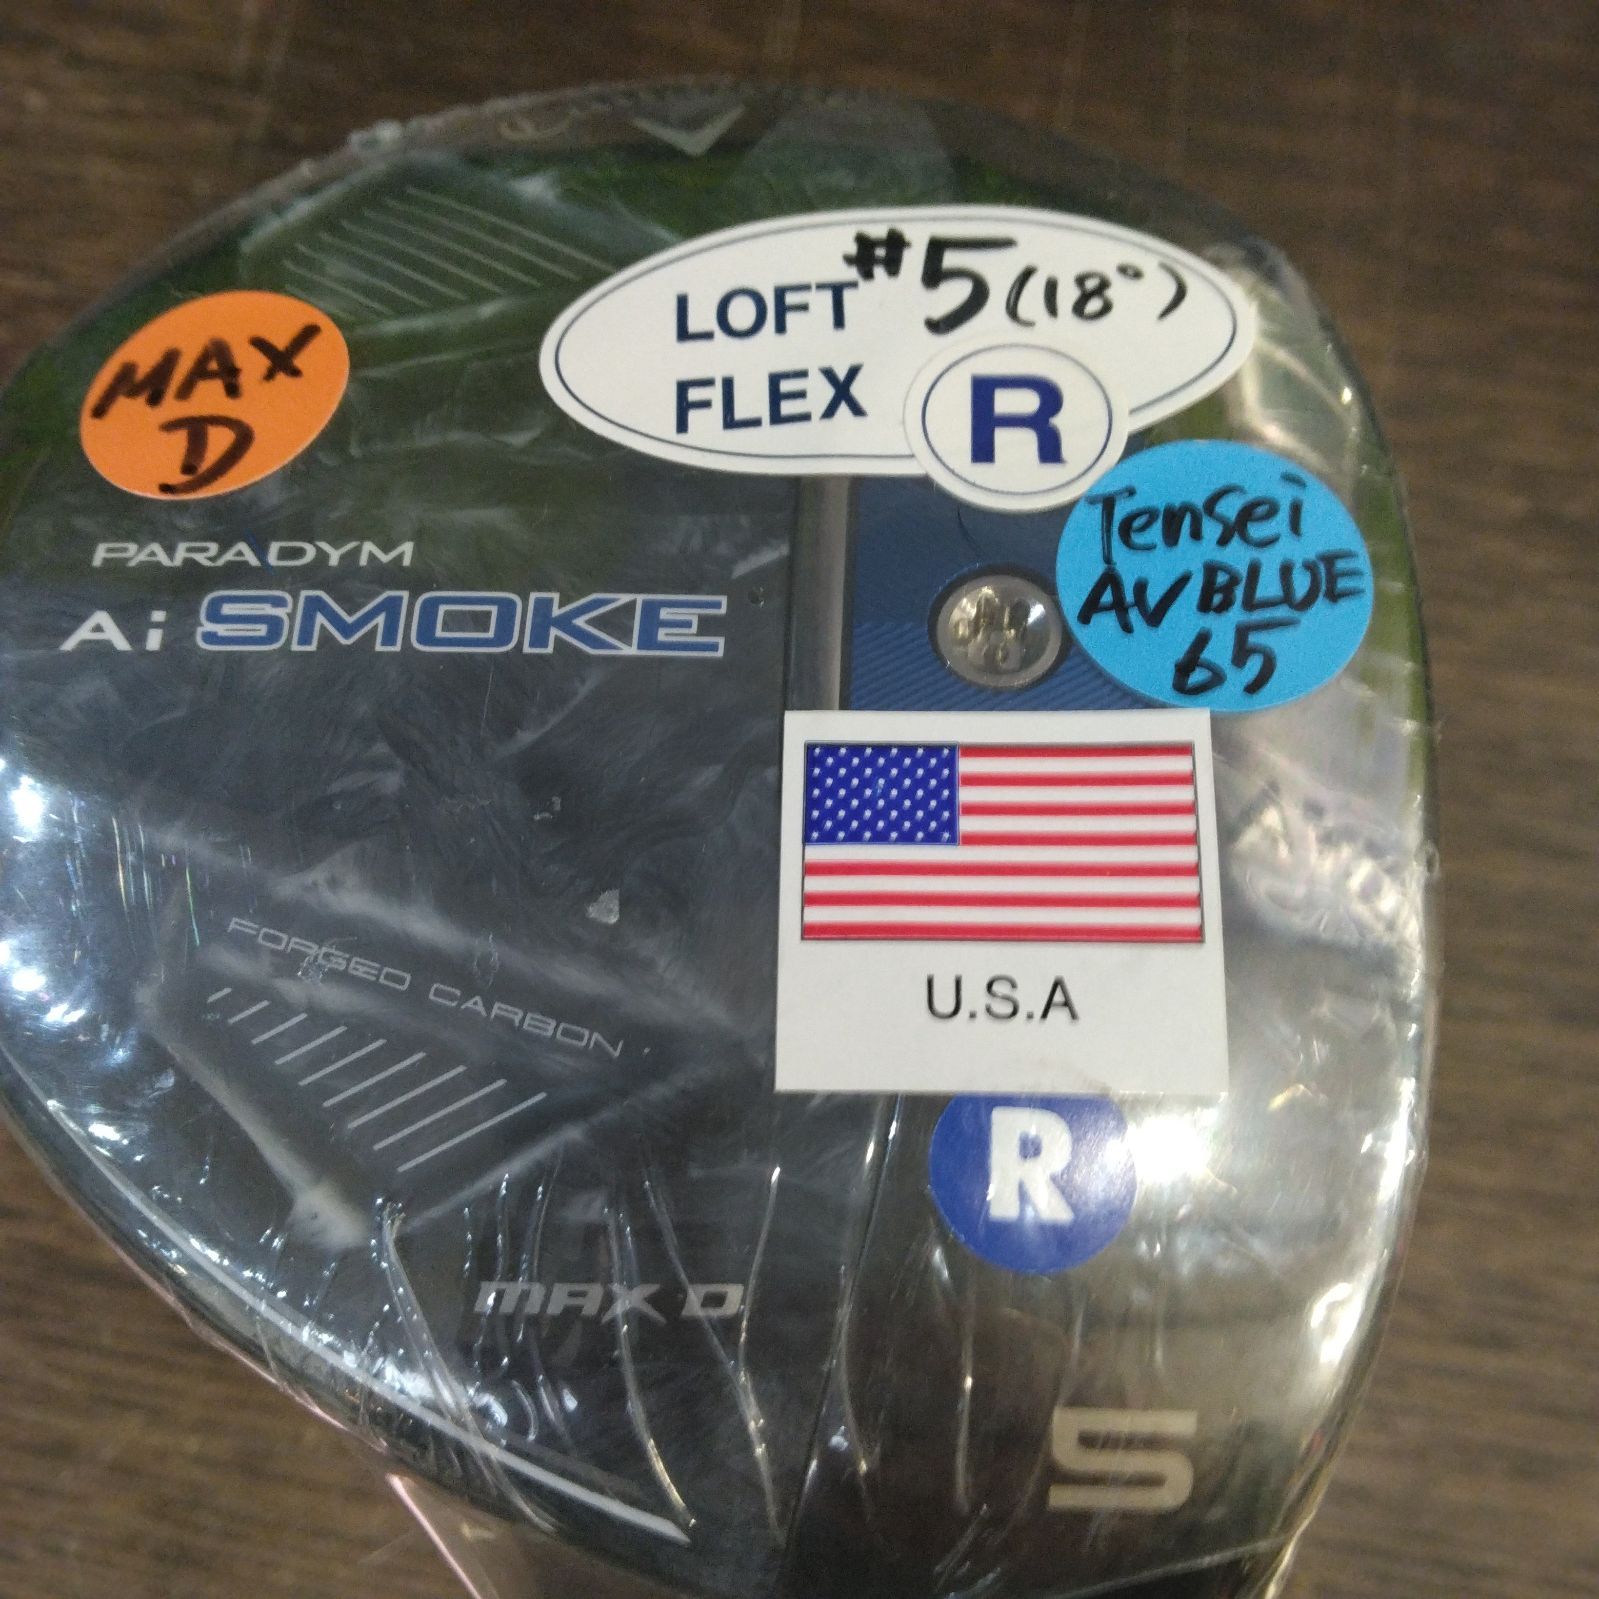 #5(18°)
LOFT
FLEX R
MAX
D
Tensei
AV BLUE
65
PARADYM
Ai SMOKE
U.S.A
FORGED CARBON
R
MAX D
5